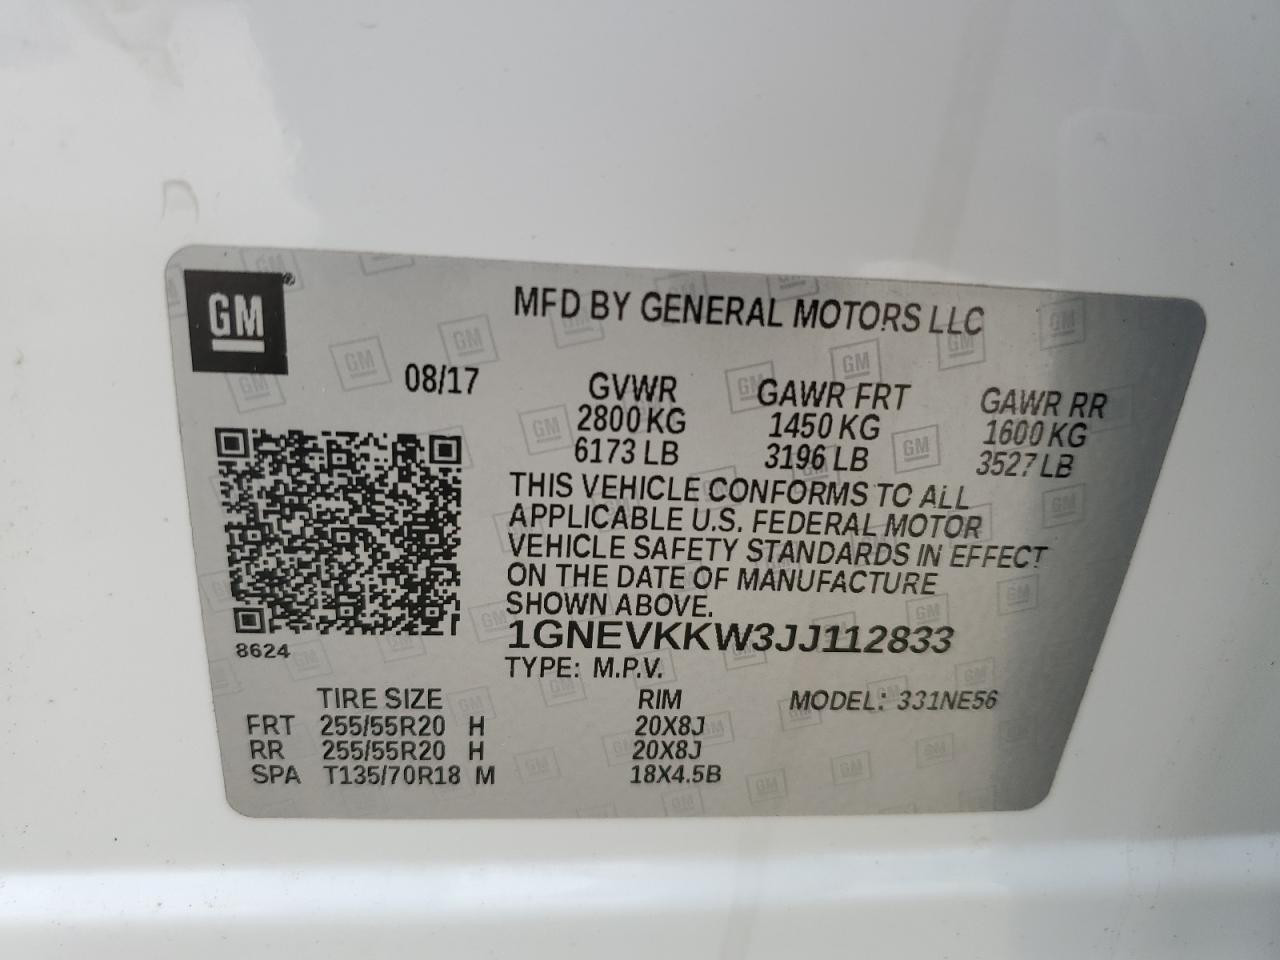 GM
MFD BY GENERAL MOTORS LLC
08/17
GVWR GAWR FRT GAWR RR
2800 KG 1450 KG 1600 KG
6173 LB 3196 LB 3527 LB
THIS VEHICLE CONFORMS TO ALL
APPLICABLE U.S. FEDERAL MOTOR
VEHICLE SAFETY STANDARDS IN EFFECT
ON THE DATE OF MANUFACTURE
SHOWN ABOVE.
1GNEVKKW3JJ112833
8624
TYPE: M.P.V.
TIRE SIZE RIM MODEL: 331NE56
FRT 255/55R20 H 20X8J
RR 255/55R20 H 20X8J
SPA T135/70R18 M 18X4.5B